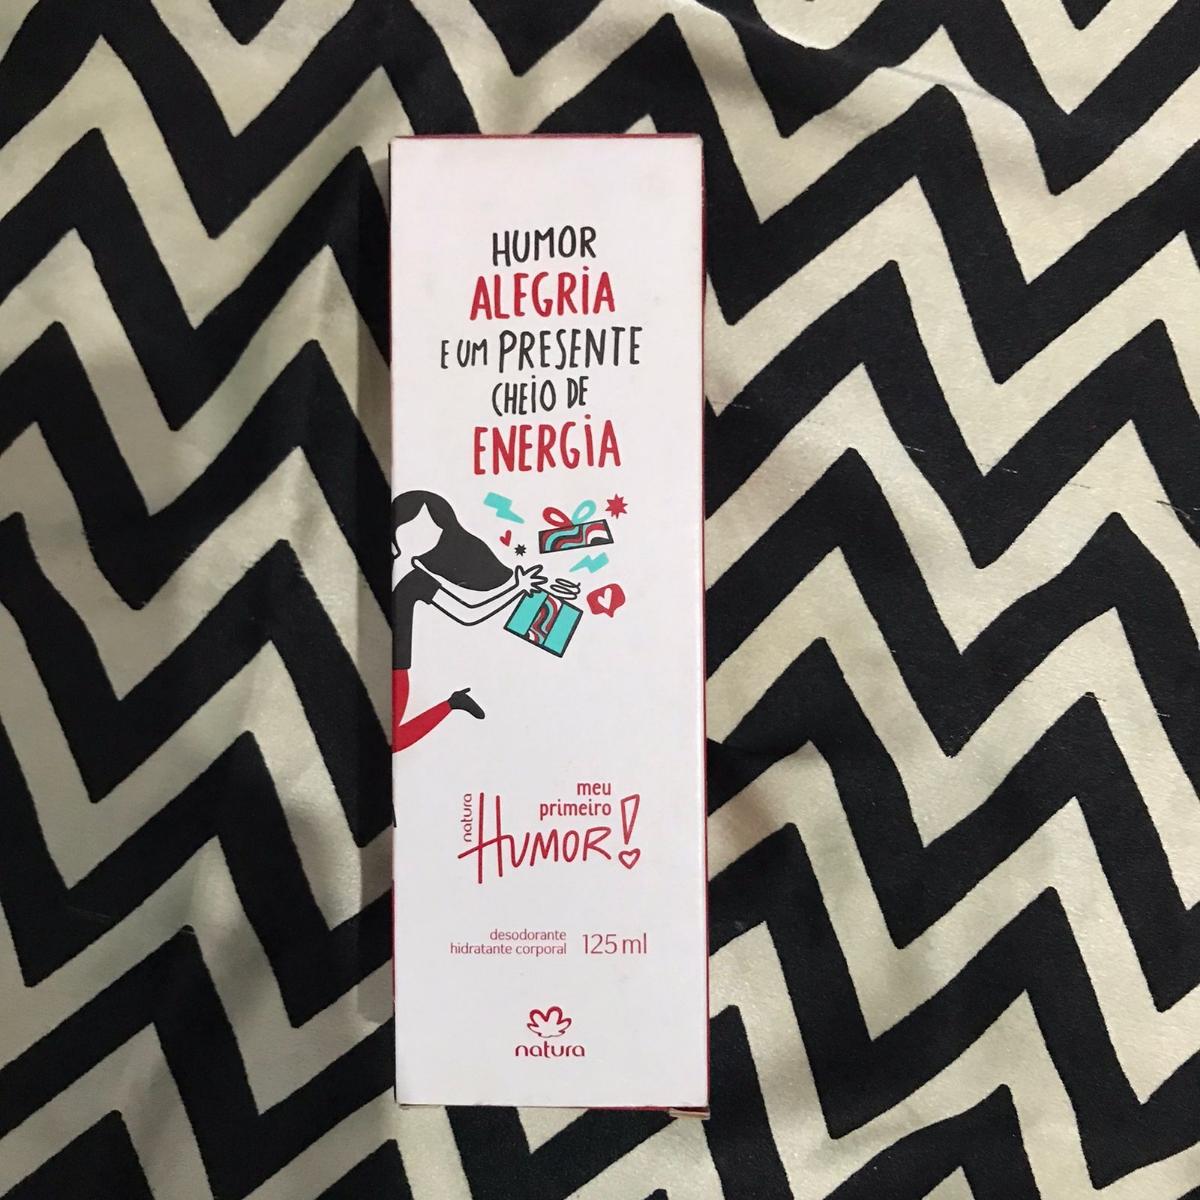 HUMOR
ALEGRiA
E UM PRESENTE
CHEiO DE
ENERGiA
meu
primeiro
natura
HUMOR!
desodorante
hidratante corporal 125 ml
natura